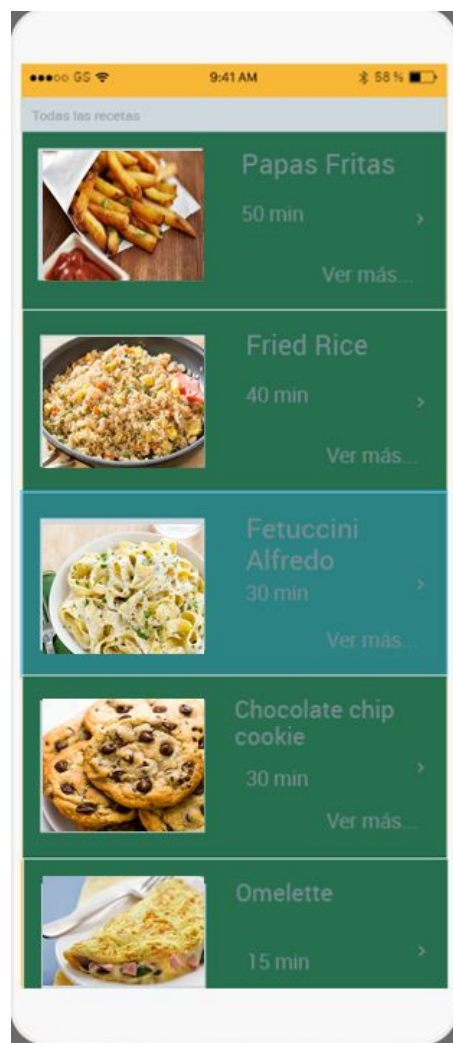 GS 9:41 AM 58 %
Todas las recetas
Papas Fritas
50 min
Ver más...
Fried Rice
40 min
Ver más...
Fetuccini
Alfredo
30 min
Ver más...
Chocolate chip
cookie
30 min
Ver más...
Omelette
15 min